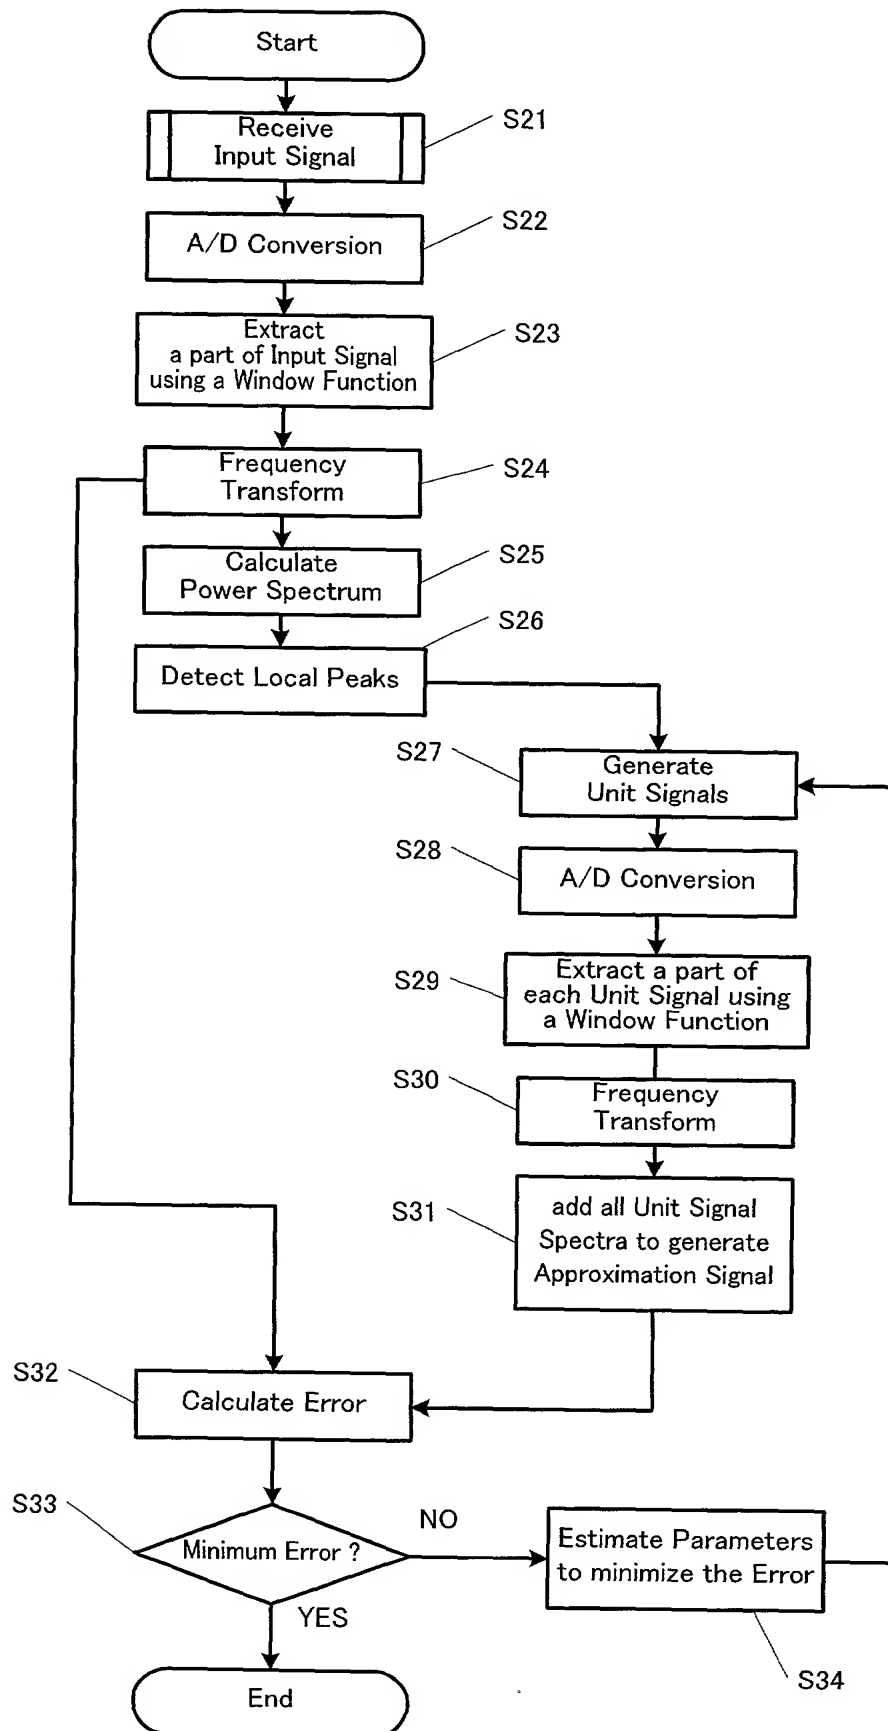 Start
Receive
Input Signal
S21
A/D Conversion
S22
Extract
a part of Input Signal
using a Window Function
S23
Frequency
Transform
S24
Calculate
Power Spectrum
S25
Detect Local Peaks
S26
S27
Generate
Unit Signals
S28
A/D Conversion
S29
Extract a part of
each Unit Signal using
a Window Function
S30
Frequency
Transform
S31
add all Unit Signal
Spectra to generate
Approximation Signal
S32
Calculate Error
S33
Minimum Error ?
NO
YES
Estimate Parameters
to minimize the Error
S34
End